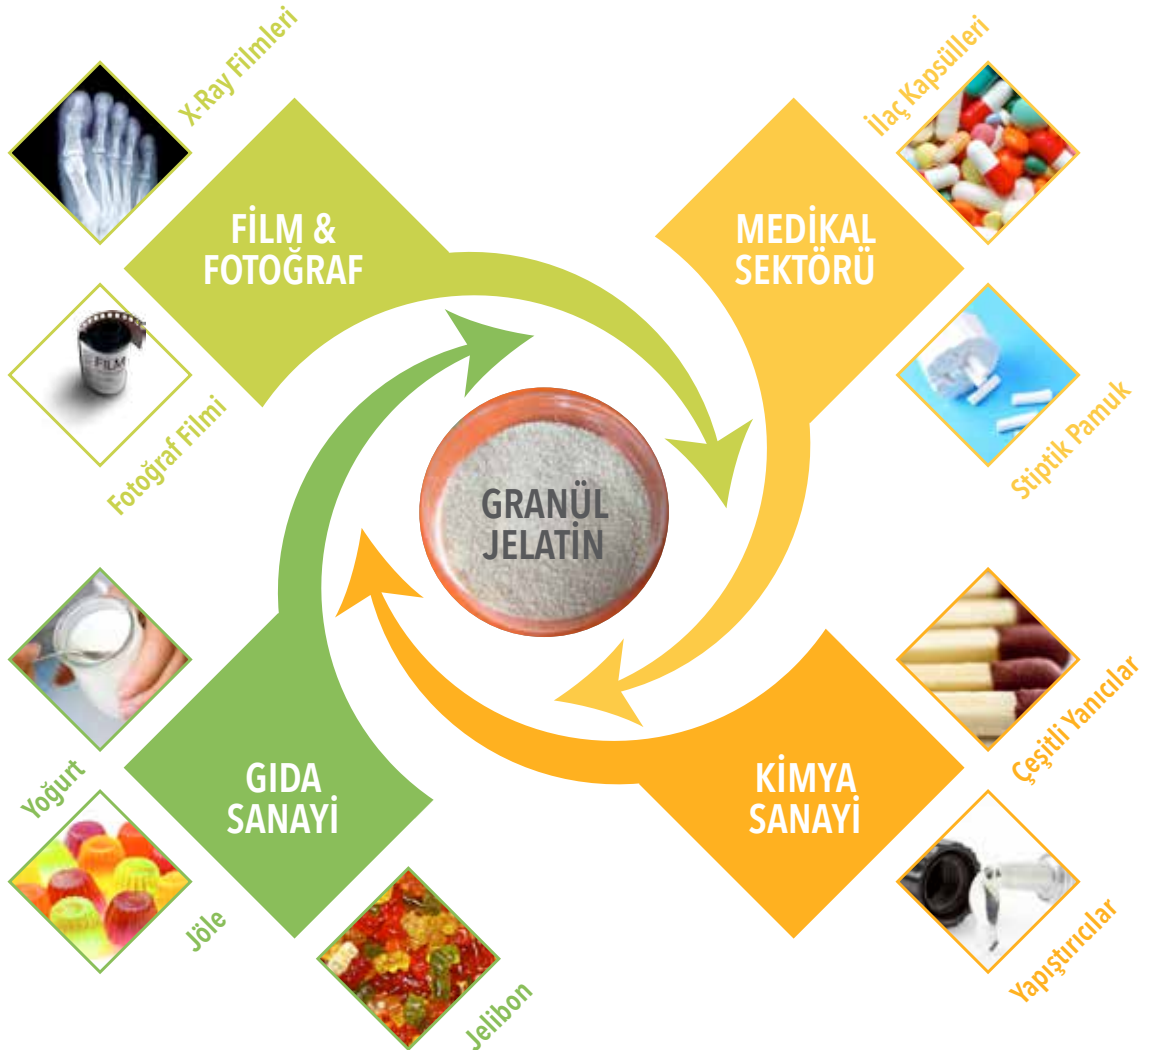 X-Ray Filmleri
FİLM &
FOTOĞRAF
Fotoğraf Filmi
FILM
İlaç Kapsülleri
MEDİKAL
SEKTÖRÜ
Stiptik Pamuk
GRANÜL
JELATİN
Yoğurt
GIDA
SANAYİ
Jöle
Jelibon
KİMYA
SANAYİ
Çeşitli Yanıcılar
Yapıştırıcılar